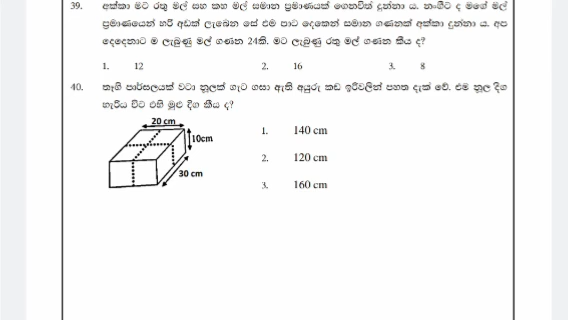 39. අක්කා මට රතු මල් සහ කහ මල් සමාන ප්‍රමාණයක් ගෙනවිත් දුන්නා ය. නංගීට ද මගේ මල්
ප්‍රමාණයෙන් හරි අඩක් ලැබෙන සේ එම පාට දෙකෙන් සමාන ගණනක් අක්කා දුන්නා ය. අප
දෙදෙනාට ම ලැබුණු මල් ගණන 24කි. මට ලැබුණු රතු මල් ගණන කීය ද?
1. 12 2. 16 3. 8
40. තෑගි පාර්සලයක් වටා නූලක් ගැට ගසා ඇති අයුරු කඩ ඉරිවලින් පහත දැක් වේ. එම නූල දිග
හැරිය විට එහි මුළු දිග කීය ද?
20 cm
10cm
30 cm
1. 140 cm
2. 120 cm
3. 160 cm